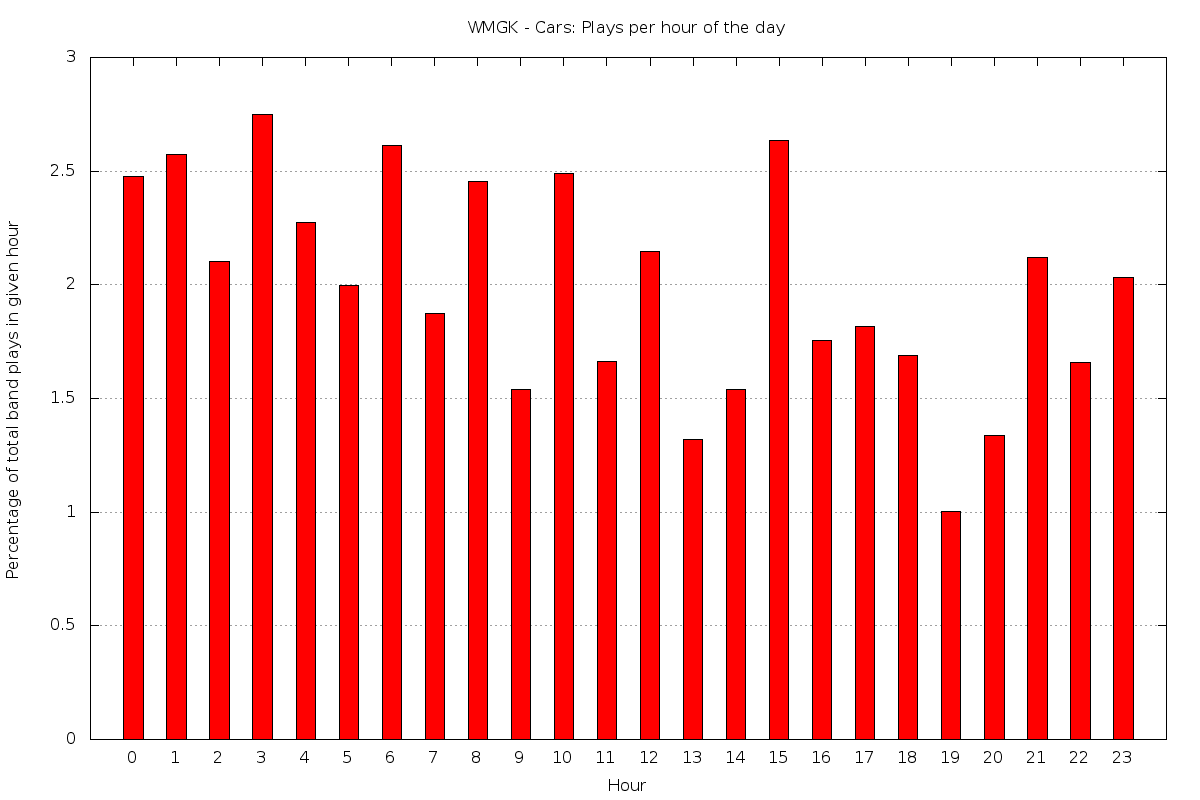 WMGK - Cars: Plays per hour of the day
Percentage of total band plays in given hour
3
2.5
2
1.5
1
0.5
0
0 1 2 3 4 5 6 7 8 9 10 11 12 13 14 15 16 17 18 19 20 21 22 23
Hour